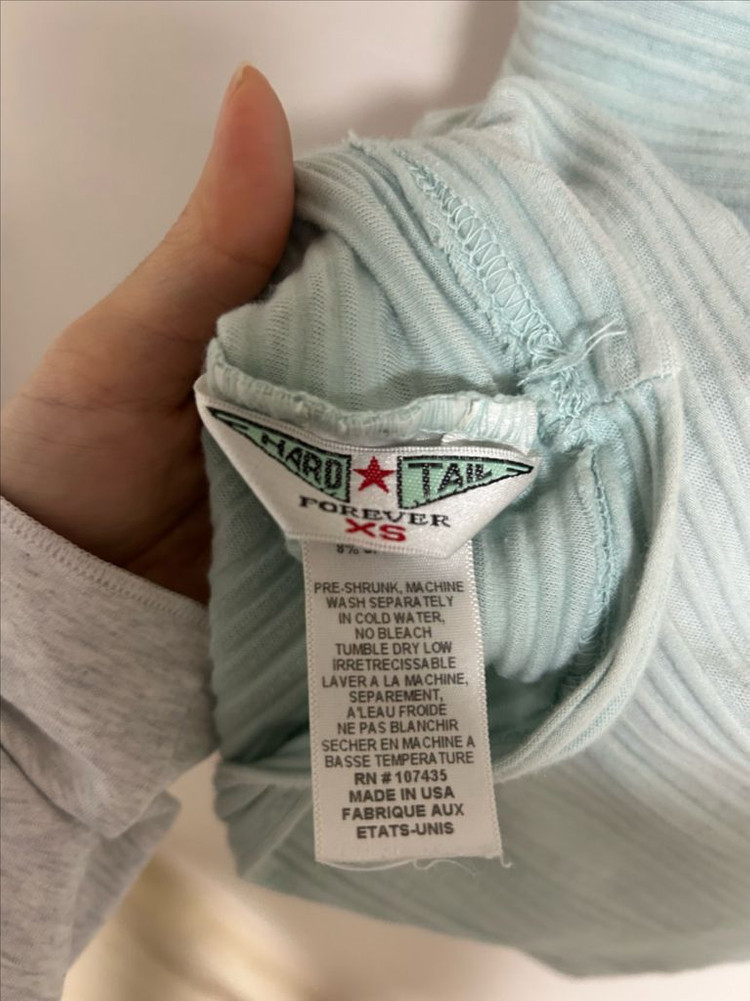 HARD ★ TAIL
FOREVER
XS
8%
PRE-SHRUNK, MACHINE
WASH SEPARATELY
IN COLD WATER,
NO BLEACH
TUMBLE DRY LOW
IRRETRECISSABLE
LAVER A LA MACHINE,
SEPAREMENT,
A'LEAU FROIDE
NE PAS BLANCHIR
SECHER EN MACHINE A
BASSE TEMPERATURE
RN # 107435
MADE IN USA
FABRIQUE AUX
ETATS-UNIS